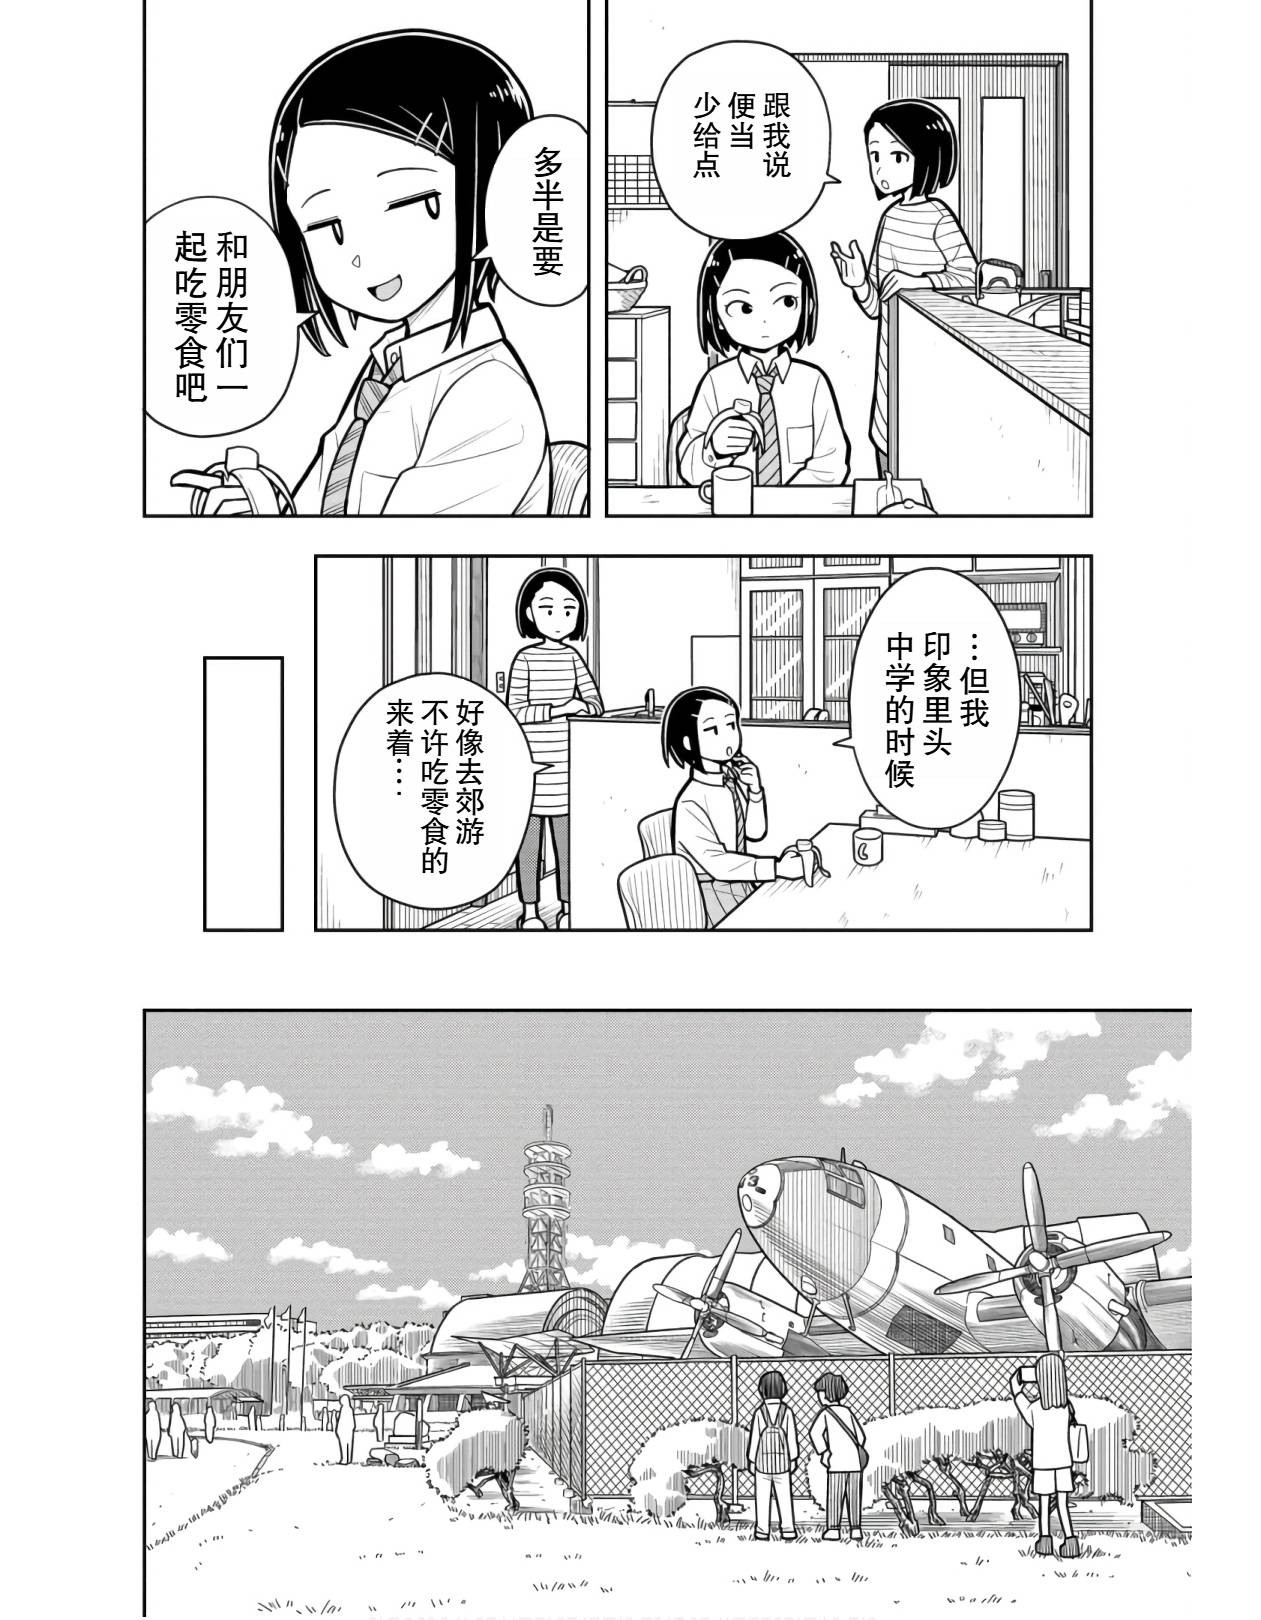 跟我说
便当
少给点
多半是要
和朋友们一
起吃零食吧
…但我
印象里头
中学的时候
好像去郊游
不许吃零食的
来着…